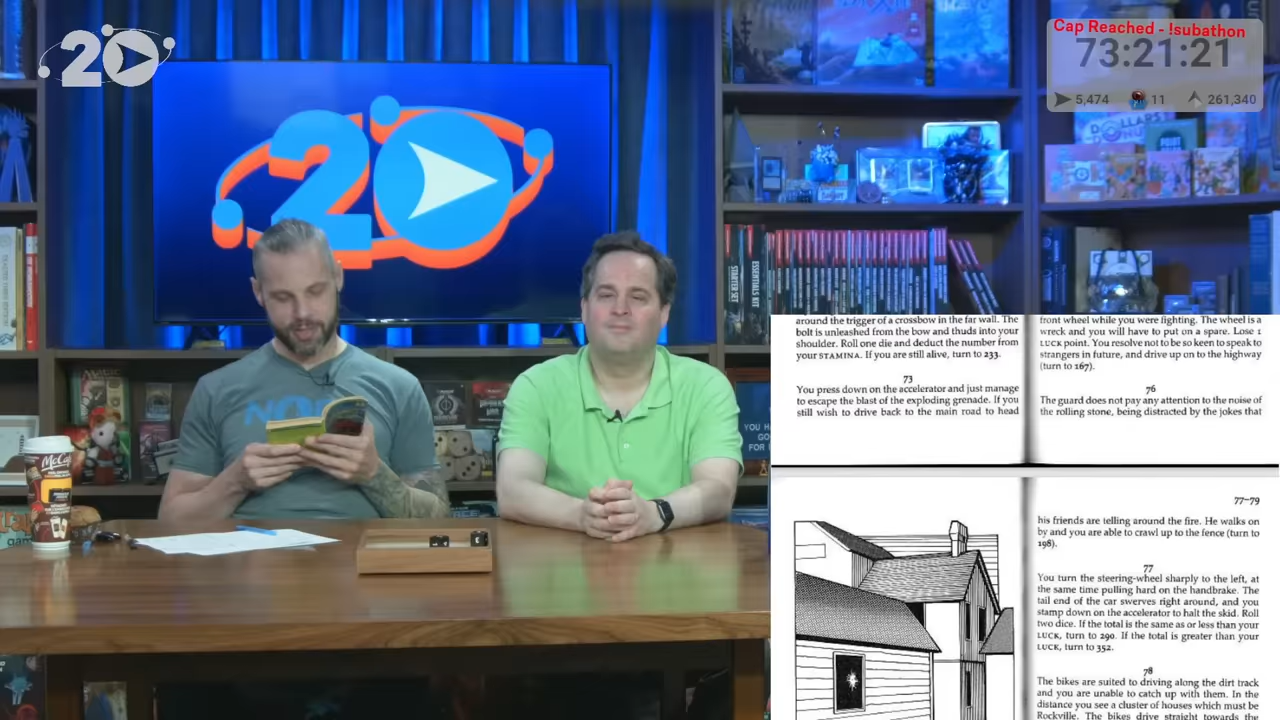 20
Cap Reached - !subathon
73:21:21
5,474 11 261,340
20
STARTER SET
ESSENTIALS KIT
NOR
McCafé
around the trigger of a crossbow in the far wall. The
bolt is unleashed from the bow and thuds into your
shoulder. Roll one die and deduct the number from
your STAMINA. If you are still alive, turn to 233.
73
You press down on the accelerator and just manage
to escape the blast of the exploding grenade. If you
still wish to drive back to the main road to head
front wheel while you were fighting. The wheel is a
wreck and you will have to put on a spare. Lose 1
LUCK point. You resolve not to be so keen to speak to
strangers in future, and drive up on to the highway
(turn to 167).
76
The guard does not pay any attention to the noise of
the rolling stone, being distracted by the jokes that
77–79
his friends are telling around the fire. He walks on
by and you are able to crawl up to the fence (turn to
198).
77
You turn the steering-wheel sharply to the left, at
the same time pulling hard on the handbrake. The
tail end of the car swerves right around, and you
stamp down on the accelerator to halt the skid. Roll
two dice. If the total is the same as or less than your
LUCK, turn to 290. If the total is greater than your
LUCK, turn to 352.
78
The bikes are suited to driving along the dirt track
and you are unable to catch up with them. In the
distance you see a cluster of houses which must be
Rockville. The bikes drive straight towards the